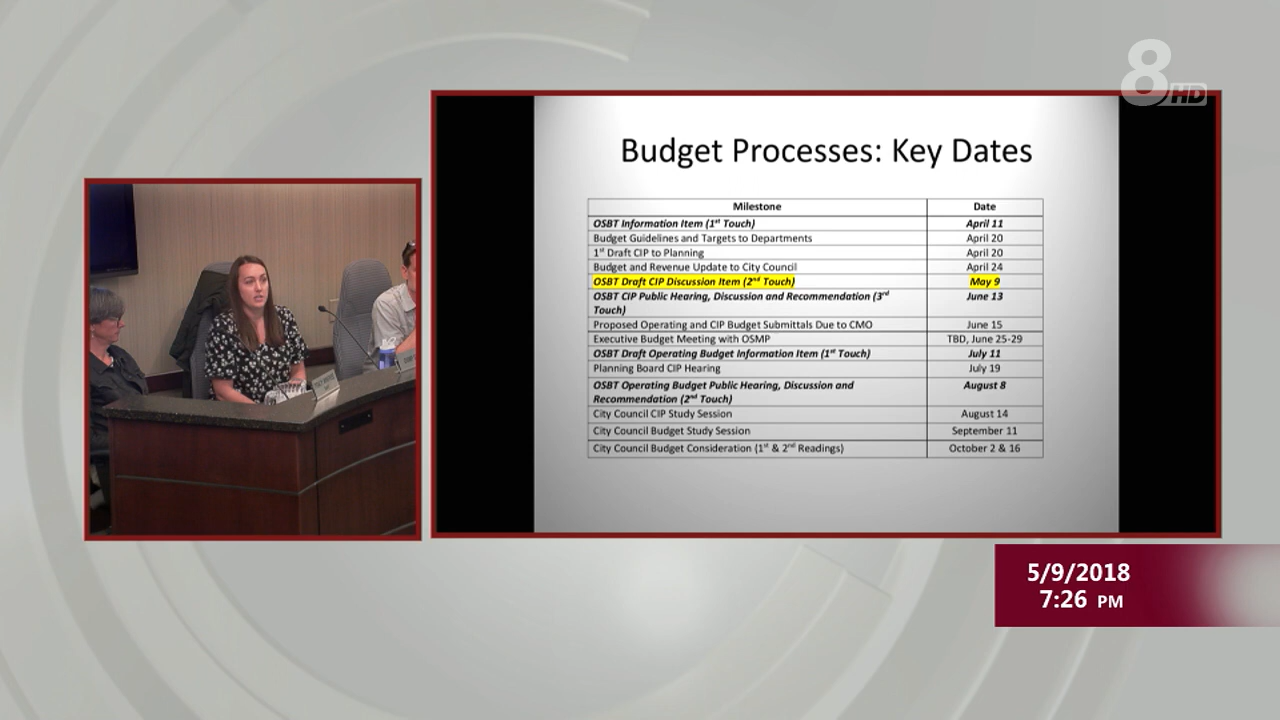 8
HD
Budget Processes: Key Dates
Milestone Date
OSBT Information Item (1st Touch) April 11
Budget Guidelines and Targets to Departments April 20
1st Draft CIP to Planning April 20
Budget and Revenue Update to City Council April 24
OSBT Draft CIP Discussion Item (2nd Touch) May 9
OSBT CIP Public Hearing, Discussion and Recommendation (3rd June 13
Touch)
Proposed Operating and CIP Budget Submittals Due to CMO June 15
Executive Budget Meeting with OSMP TBD, June 25-29
OSBT Draft Operating Budget Information Item (1st Touch) July 11
Planning Board CIP Hearing July 19
OSBT Operating Budget Public Hearing, Discussion and August 8
Recommendation (2nd Touch)
City Council CIP Study Session August 14
City Council Budget Study Session September 11
City Council Budget Consideration (1st & 2nd Readings) October 2 & 16
5/9/2018
7:26 PM